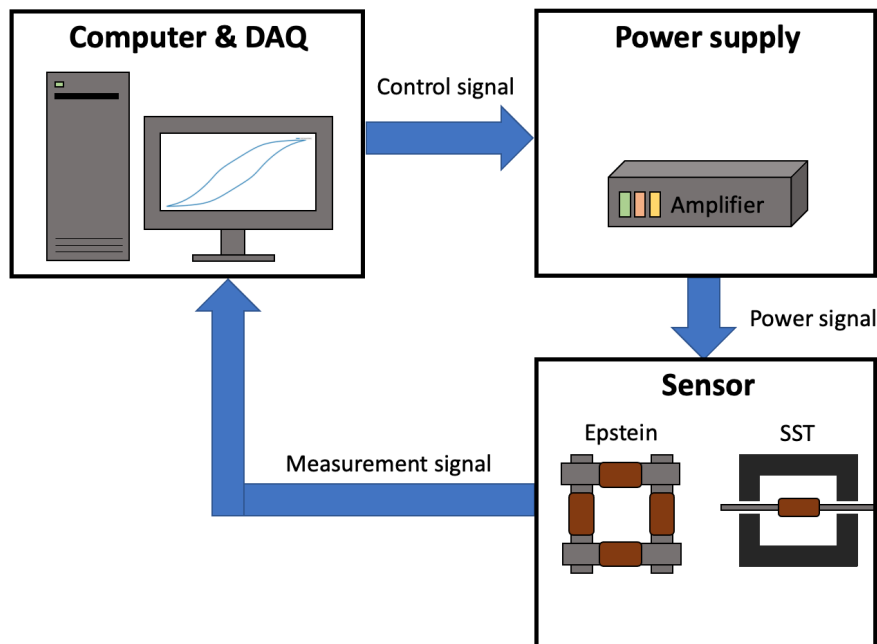 Computer & DAQ
Control signal
Power supply
Amplifier
Power signal
Sensor
Epstein
SST
Measurement signal